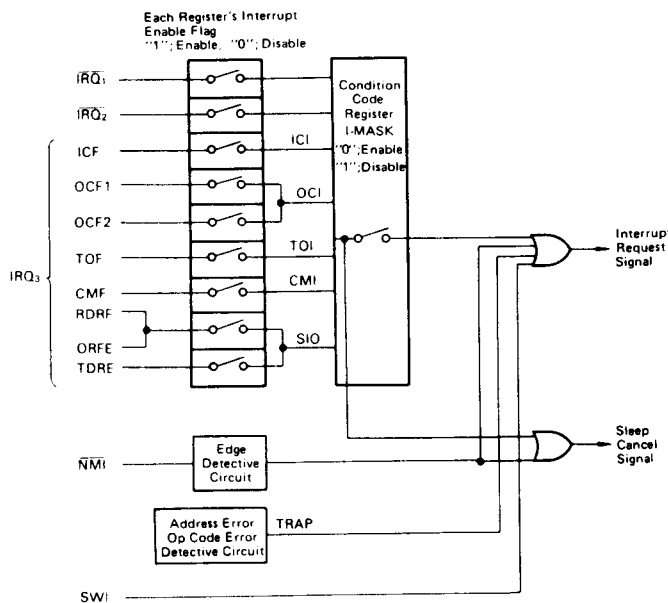 Each Register's Interrupt
Enable Flag
"1"; Enable, "0"; Disable
IRQ₁
IRQ₂
ICF
OCF1
OCF2
TOF
CMF
RDRF
ORFE
TDRE
IRQ₃
ICI
OCI
TOI
CMI
SIO
Condition
Code
Register
I-MASK
"0"; Enable
"1"; Disable
Interrupt
Request
Signal
Sleep
Cancel
Signal
NMI
Edge
Detective
Circuit
Address Error
Op Code Error
Detective Circuit
TRAP
SWI